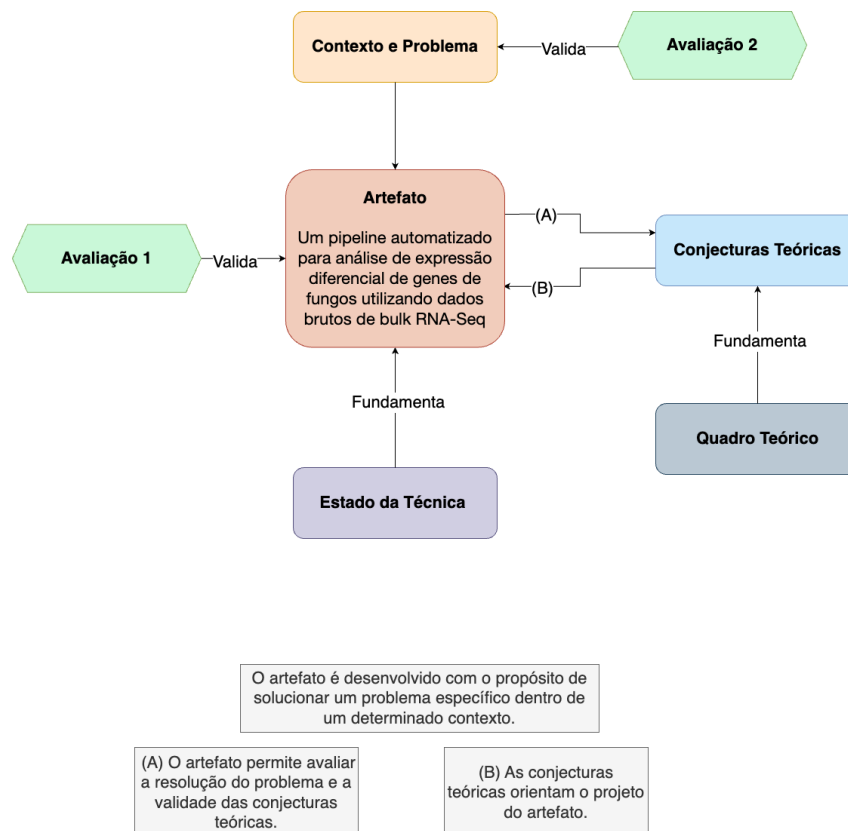 Contexto e Problema
Valida
Avaliação 2
Artefato
Um pipeline automatizado
para análise de expressão
diferencial de genes de
fungos utilizando dados
brutos de bulk RNA-Seq
(A)
(B)
Avaliação 1
Valida
Conjecturas Teóricas
Fundamenta
Quadro Teórico
Fundamenta
Estado da Técnica
O artefato é desenvolvido com o propósito de
solucionar um problema específico dentro de
um determinado contexto.
(A) O artefato permite avaliar
a resolução do problema e a
validade das conjecturas
teóricas.
(B) As conjecturas
teóricas orientam o projeto
do artefato.